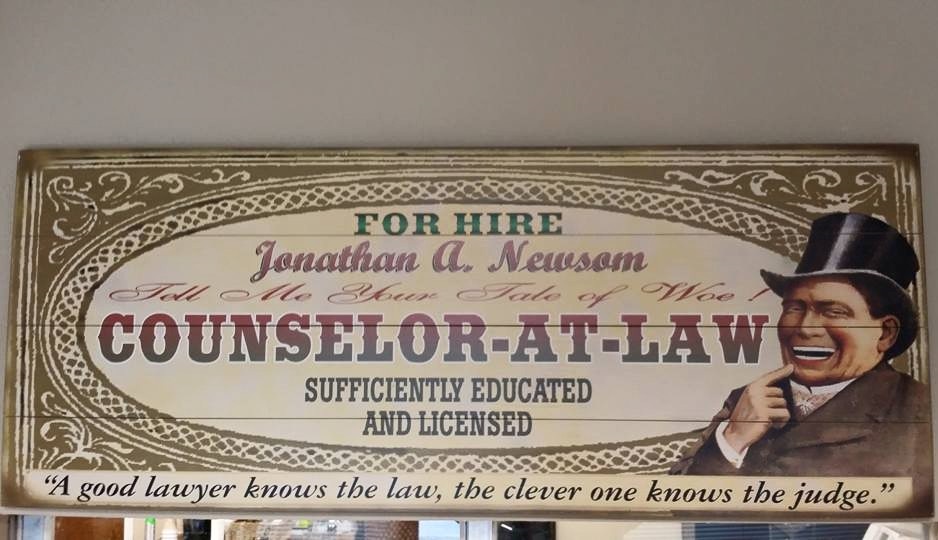 FOR HIRE
Jonathan A. Newsom
Tell Me Your Tale of Woe!
COUNSELOR-AT-LAW
SUFFICIENTLY EDUCATED
AND LICENSED
“A good lawyer knows the law, the clever one knows the judge.”